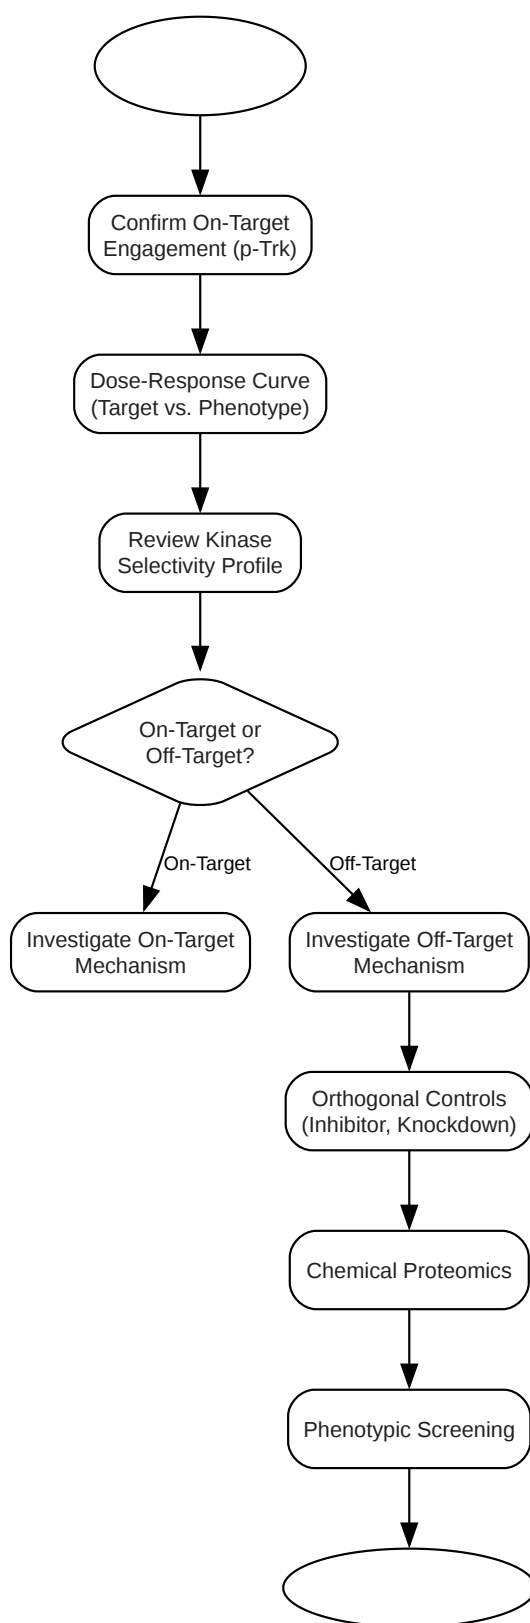 Confirm On-Target
Engagement (p-Trk)
Dose-Response Curve
(Target vs. Phenotype)
Review Kinase
Selectivity Profile
On-Target or
Off-Target?
On-Target
Off-Target
Investigate On-Target
Mechanism
Investigate Off-Target
Mechanism
Orthogonal Controls
(Inhibitor, Knockdown)
Chemical Proteomics
Phenotypic Screening